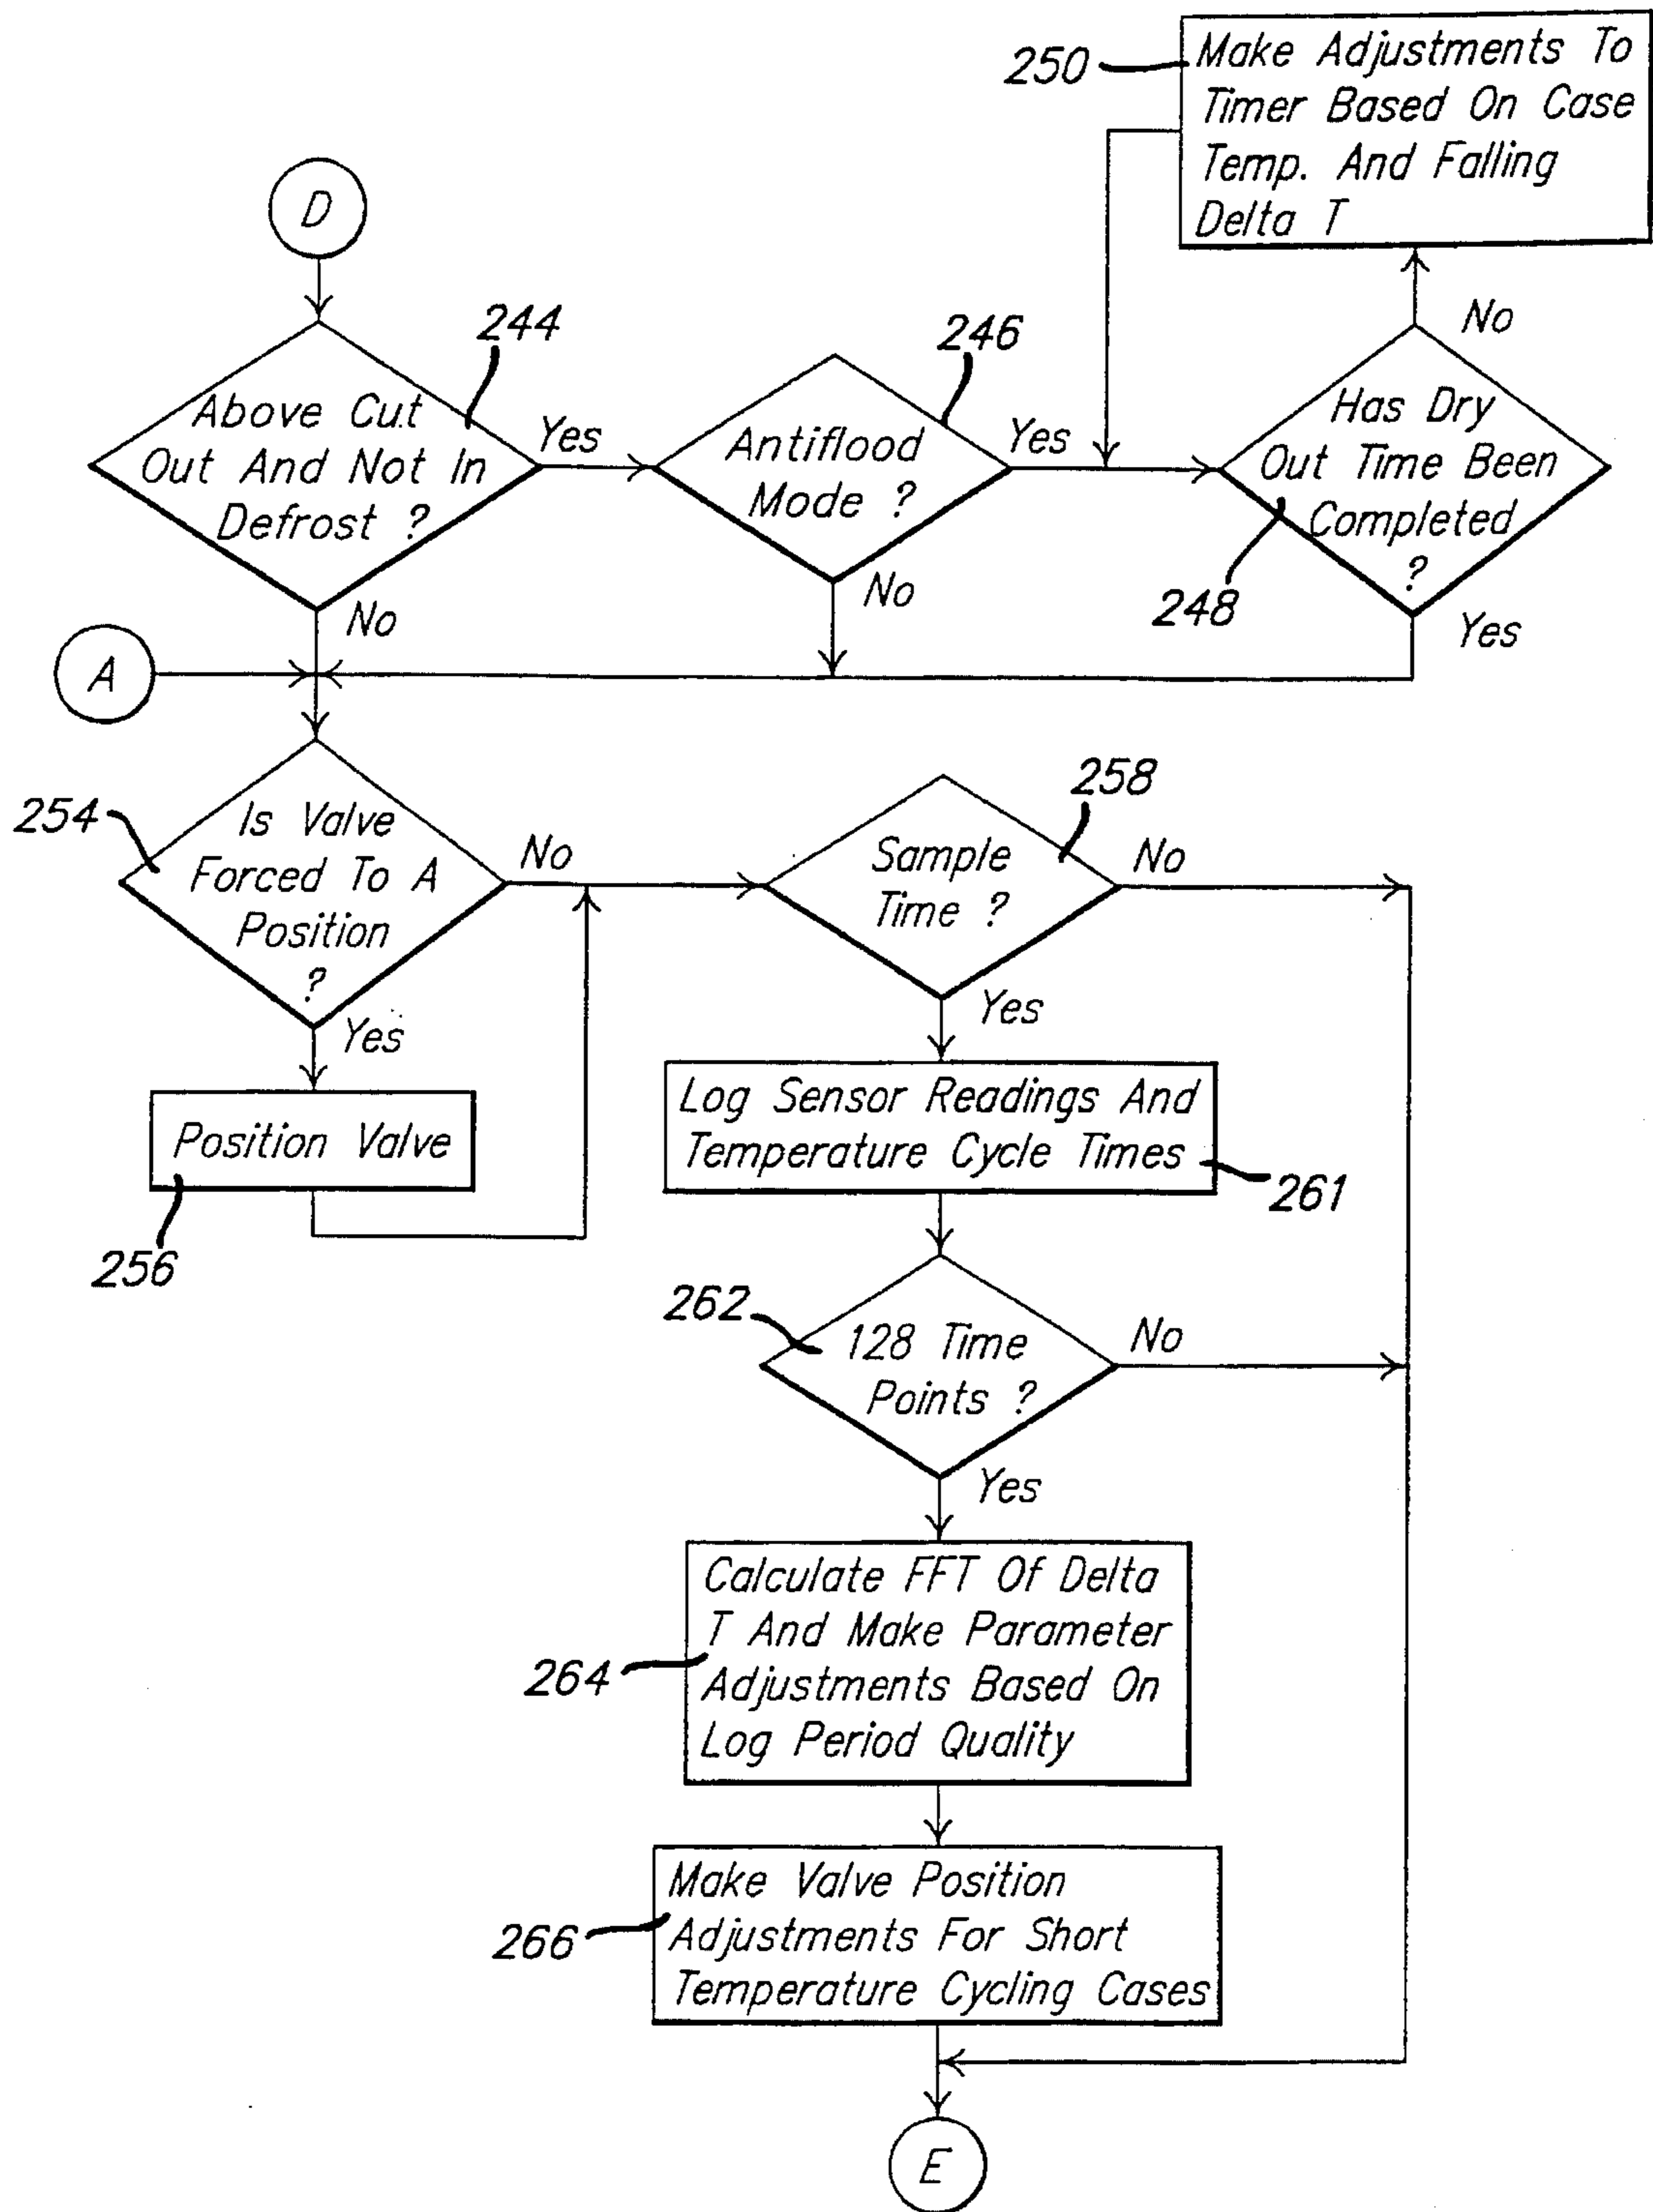 250
Make Adjustments To
Timer Based On Case
Temp. And Falling
Delta T
D
244
Above Cut
Out And Not In
Defrost ?
Yes
No
246
Antiflood
Mode ?
Yes
No
Has Dry
Out Time Been
Completed
?
248
No
Yes
A
254
Is Valve
Forced To A
Position
?
No
Yes
Position Valve
256
258
Sample
Time ?
No
Yes
Log Sensor Readings And
Temperature Cycle Times
261
262
128 Time
Points ?
No
Yes
Calculate FFT Of Delta
T And Make Parameter
Adjustments Based On
Log Period Quality
264
Make Valve Position
Adjustments For Short
Temperature Cycling Cases
266
E